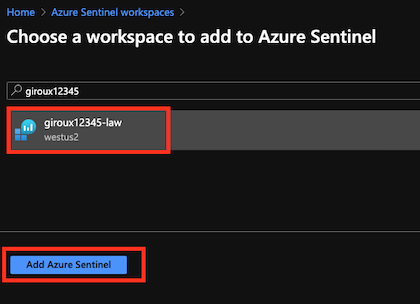 Home > Azure Sentinel workspaces >
Choose a workspace to add to Azure Sentinel
giroux12345
giroux12345-law
westus2
Add Azure Sentinel